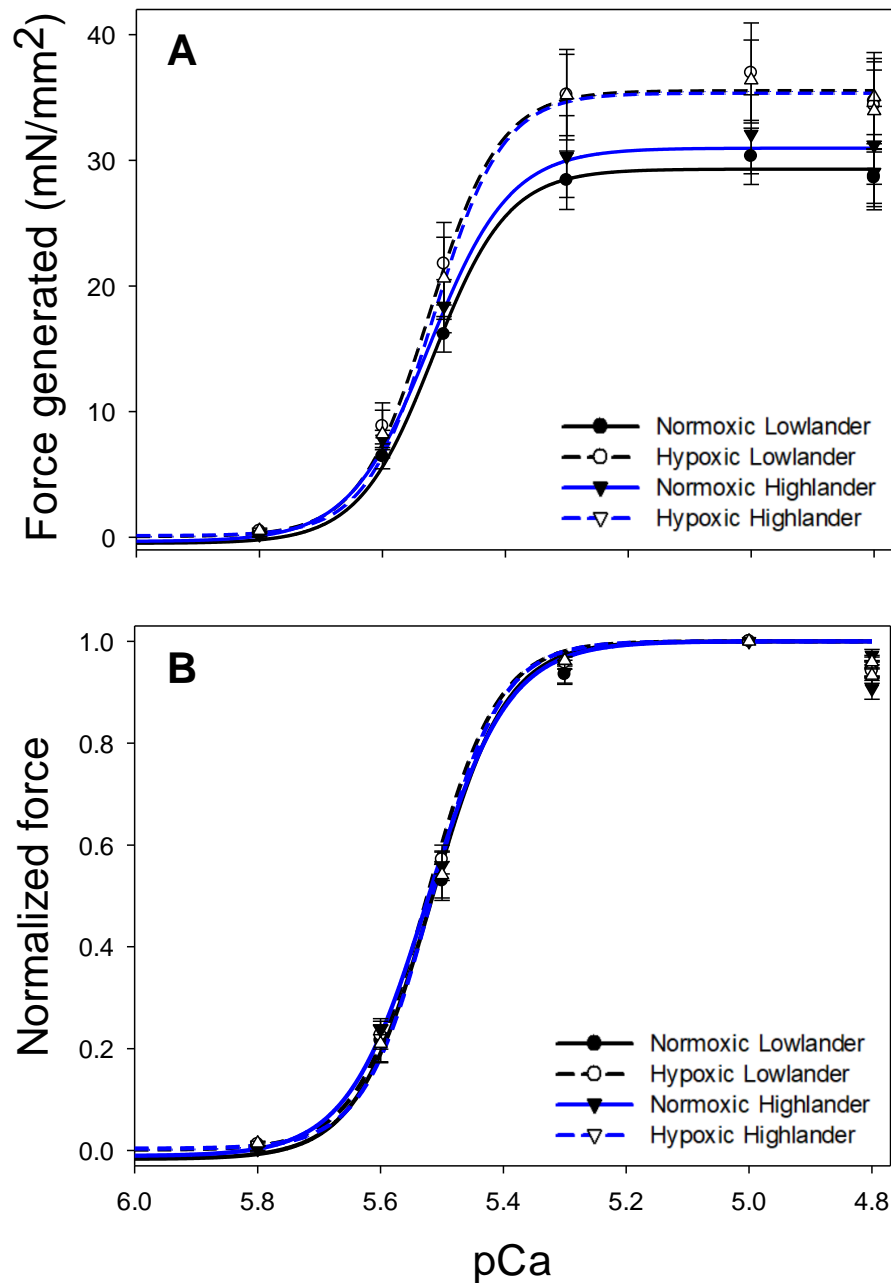 A
Force generated (mN/mm²)
40
30
20
10
0
Normoxic Lowlander
Hypoxic Lowlander
Normoxic Highlander
Hypoxic Highlander
B
Normalized force
1.0
0.8
0.6
0.4
0.2
0.0
Normoxic Lowlander
Hypoxic Lowlander
Normoxic Highlander
Hypoxic Highlander
6.0 5.8 5.6 5.4 5.2 5.0 4.8
pCa